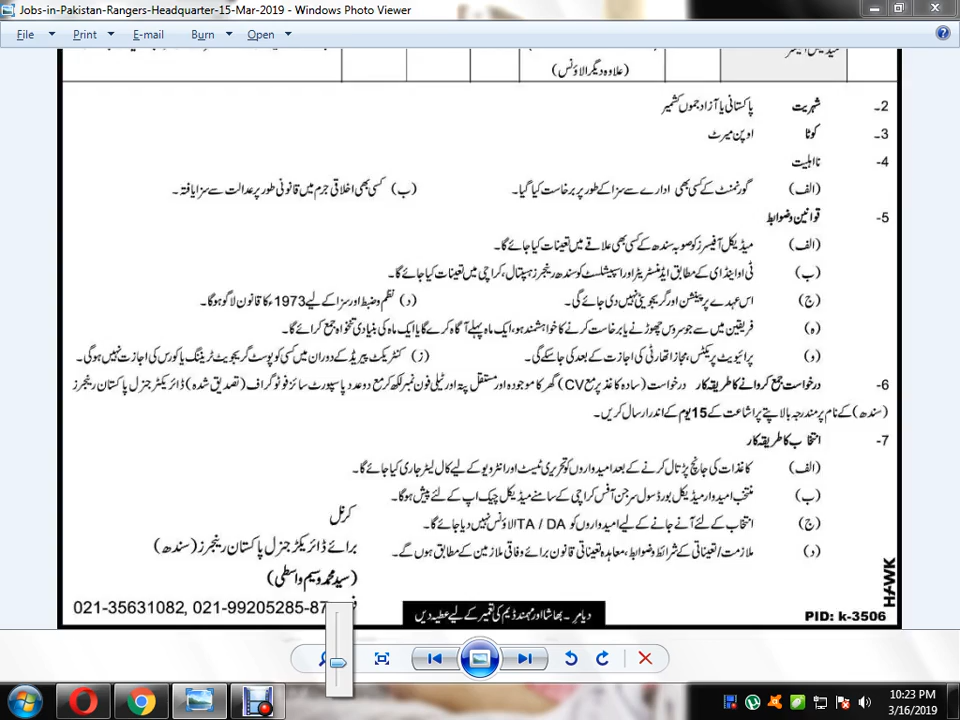 Jobs-in-Pakistan-Rangers-Headquarter-15-Mar-2019 - Windows Photo Viewer
File Print E-mail Burn Open
(علاوہ دیگر الاؤنس)
2۔ شہریت پاکستانی یا آزاد جموں کشمیر
3۔ کوٹا اوپن میرٹ
4- نااہلیت
(الف) گورنمنٹ کے کسی بھی ادارے سے سزا کے طور پر برخاست کیا گیا۔ (ب) کسی بھی اخلاقی جرم میں قانونی طور پر عدالت سے سزا یافتہ۔
5- قوانین وضوابط
(الف) میڈیکل آفیسرز کو صوبہ سندھ کے کسی بھی علاقے میں تعینات کیا جائے گا۔
(ب) ٹی او اینڈ ای کے مطابق ایڈمنسٹریٹر اور اسپیشلسٹ کو سندھ رینجرز ہسپتال، کراچی میں تعینات کیا جائے گا۔
(ج) اس عہدے پر پینشن اور گریجویٹی نہیں دی جائے گی۔ (د) نظم وضبط اور سزا کے لیے 1973ء کا قانون لاگو ہوگا۔
(ہ) فریقین میں سے جو سروس چھوڑنے یا برخاست کرنے کا خواہشمند ہو، ایک ماہ پہلے آگاہ کرے گا یا ایک ماہ کی بنیادی تنخواہ جمع کرائے گا۔
(و) پرائیویٹ پریکٹس، مجاز اتھارٹی کی اجازت کے بعد کی جاسکے گی۔ (ز) کنٹریکٹ پیریڈ کے دوران میں کسی کو پوسٹ گریجویٹ ٹریننگ یا کورس کی اجازت نہیں ہوگی۔
6- درخواست جمع کروانے کا طریقہ کار درخواست (سادہ کاغذ پر مع CV) گھر کا موجودہ اور مستقل پتہ اور ٹیلی فون نمبر لکھ کر مع دو عدد پاسپورٹ سائز فوٹو گراف (تصدیق شدہ) ڈائریکٹر جنرل پاکستان رینجرز
(سندھ) کے نام پر مندرجہ بالا پتے پر اشاعت کے 15 یوم کے اندر ارسال کریں۔
7- انتخاب کا طریقہ کار
(الف) کاغذات کی جانچ پڑتال کرنے کے بعد امیدواروں کو تحریری ٹیسٹ اور انٹرویو کے لیے کال لیٹر جاری کیا جائے گا۔
(ب) منتخب امیدوار میڈیکل بورڈ سول سرجن آفس کراچی کے سامنے میڈیکل چیک اپ کے لئے پیش ہوگا۔
(ج) انتخاب کے لئے آنے جانے کے لیے امیدواروں کو TA / DA الاؤنس نہیں دیا جائے گا۔
(د) ملازمت/تعیناتی کے شرائط وضوابط، معاہدہ تعیناتی قانون برائے وفاقی ملازمین کے مطابق ہوں گے۔
کرنل
برائے ڈائریکٹر جنرل پاکستان رینجرز (سندھ)
(سید محمد وسیم واسطی)
021-35631082, 021-99205285-87
دیامر ۔ بھاشا اور مہمند ڈیم کی تعمیر کے لیے عطیہ دیں
PID: k-3506
HAWK
10:23 PM
3/16/2019